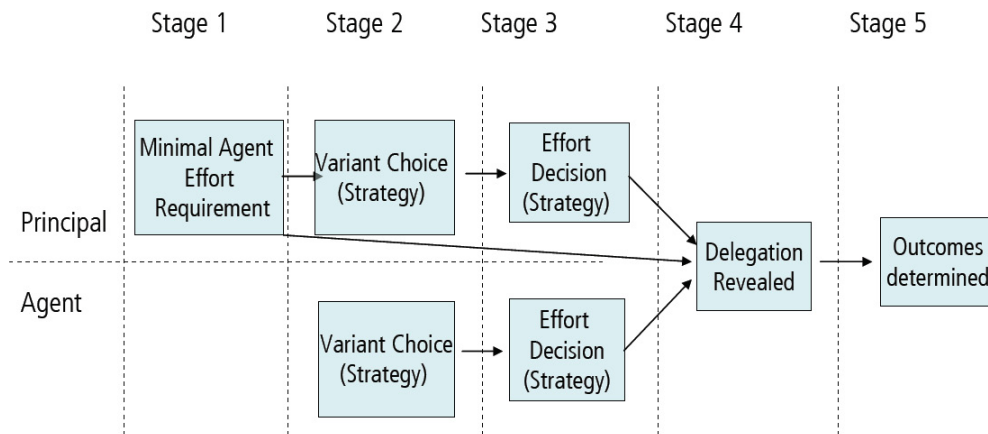 Stage 1
Stage 2
Stage 3
Stage 4
Stage 5
Minimal Agent
Effort
Requirement
Variant Choice
(Strategy)
Effort
Decision
(Strategy)
Principal
Delegation
Revealed
Outcomes
determined
Agent
Variant Choice
(Strategy)
Effort
Decision
(Strategy)